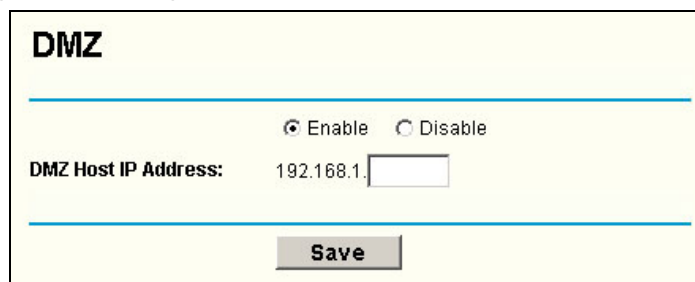 DMZ
Enable Disable
DMZ Host IP Address: 192.168.1.
Save